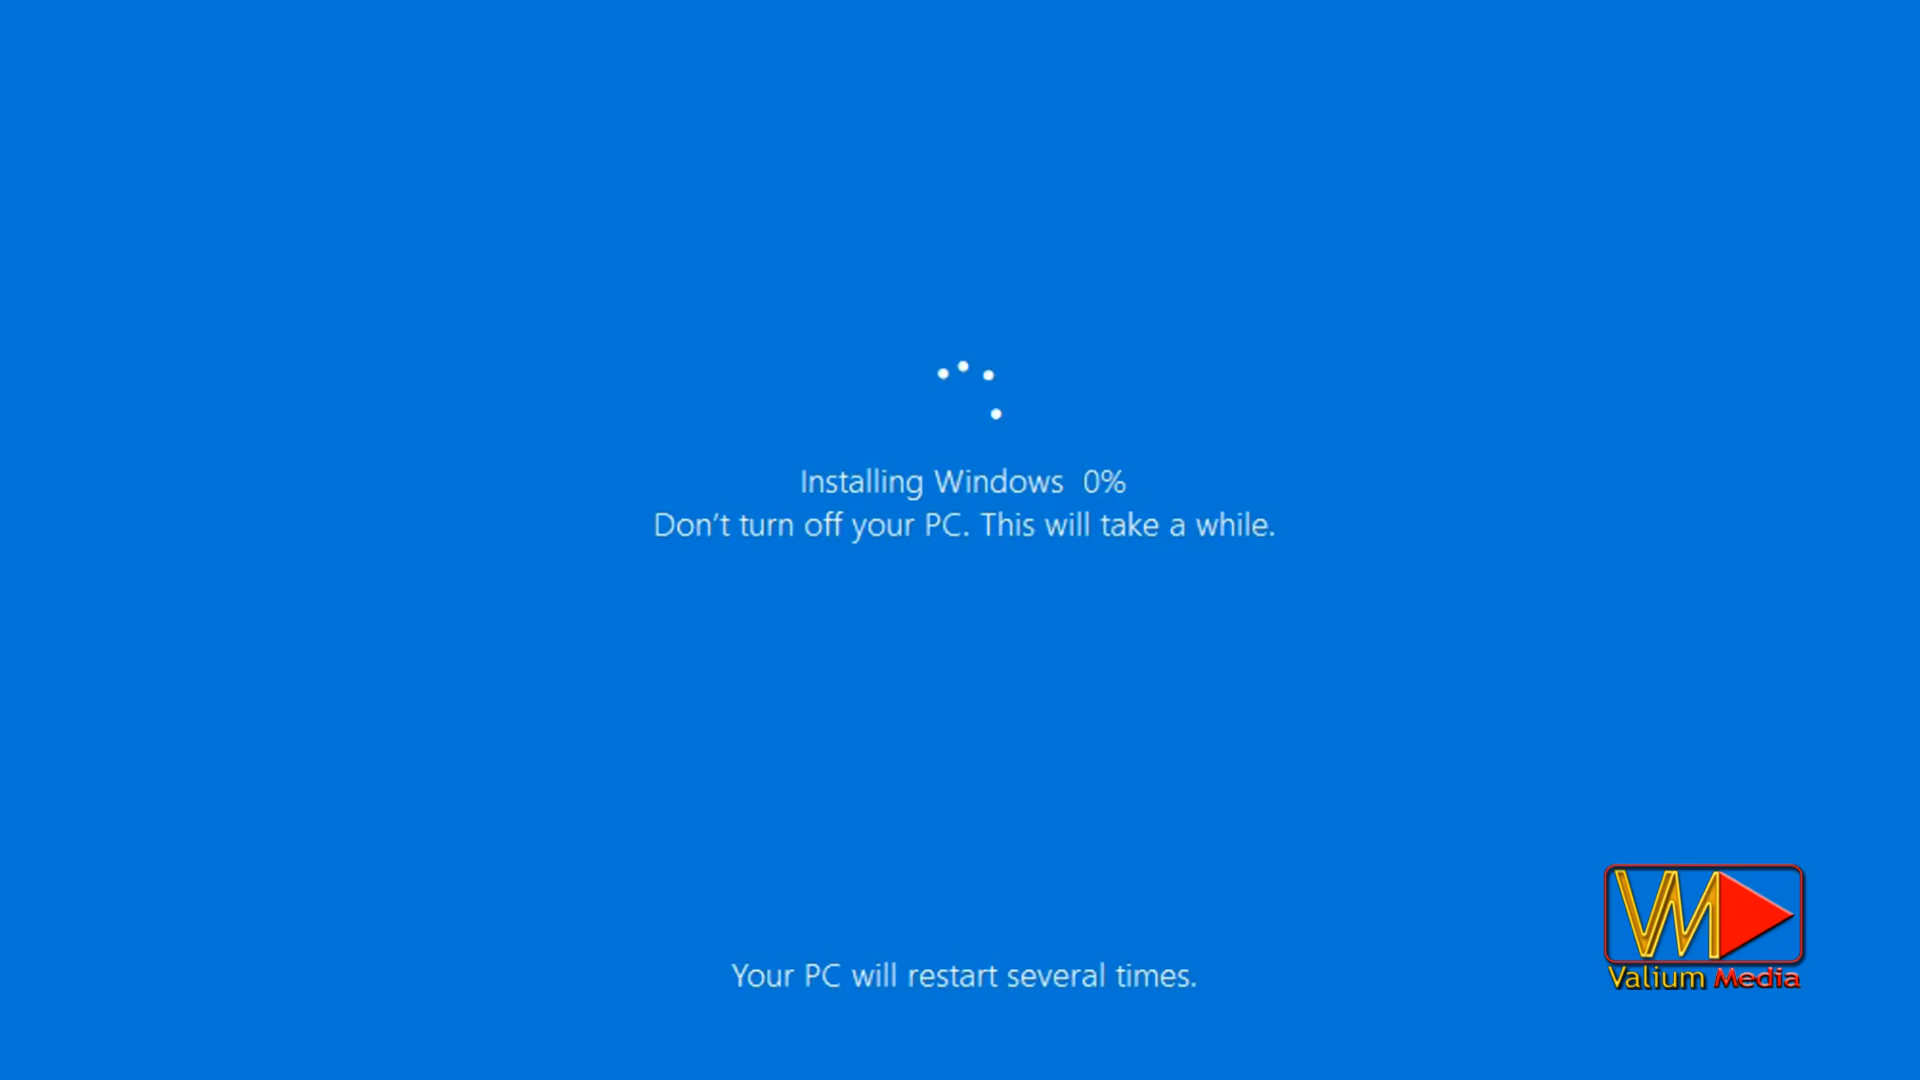 Installing Windows 0%
Don't turn off your PC. This will take a while.
Your PC will restart several times.
VM
Valium Media